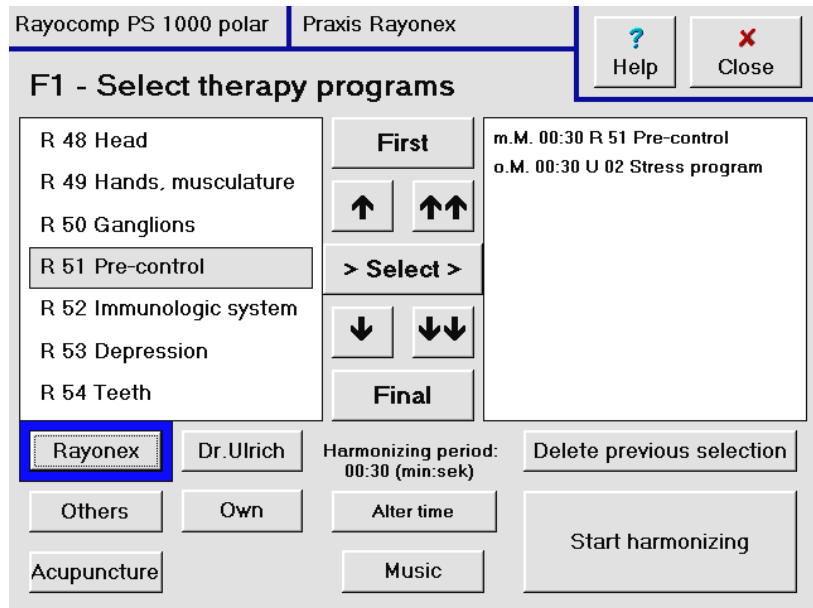 Rayocomp PS 1000 polar
Praxis Rayonex
?
Help
X
Close
F1 - Select therapy programs
R 48 Head
R 49 Hands, musculature
R 50 Ganglions
R 51 Pre-control
R 52 Immunologic system
R 53 Depression
R 54 Teeth
First
↑
↑↑
> Select >
↓
↓↓
Final
m.M. 00:30 R 51 Pre-control
o.M. 00:30 U 02 Stress program
Rayonex
Dr.Ulrich
Harmonizing period:
00:30 (min:sek)
Delete previous selection
Others
Own
Alter time
Start harmonizing
Acupuncture
Music